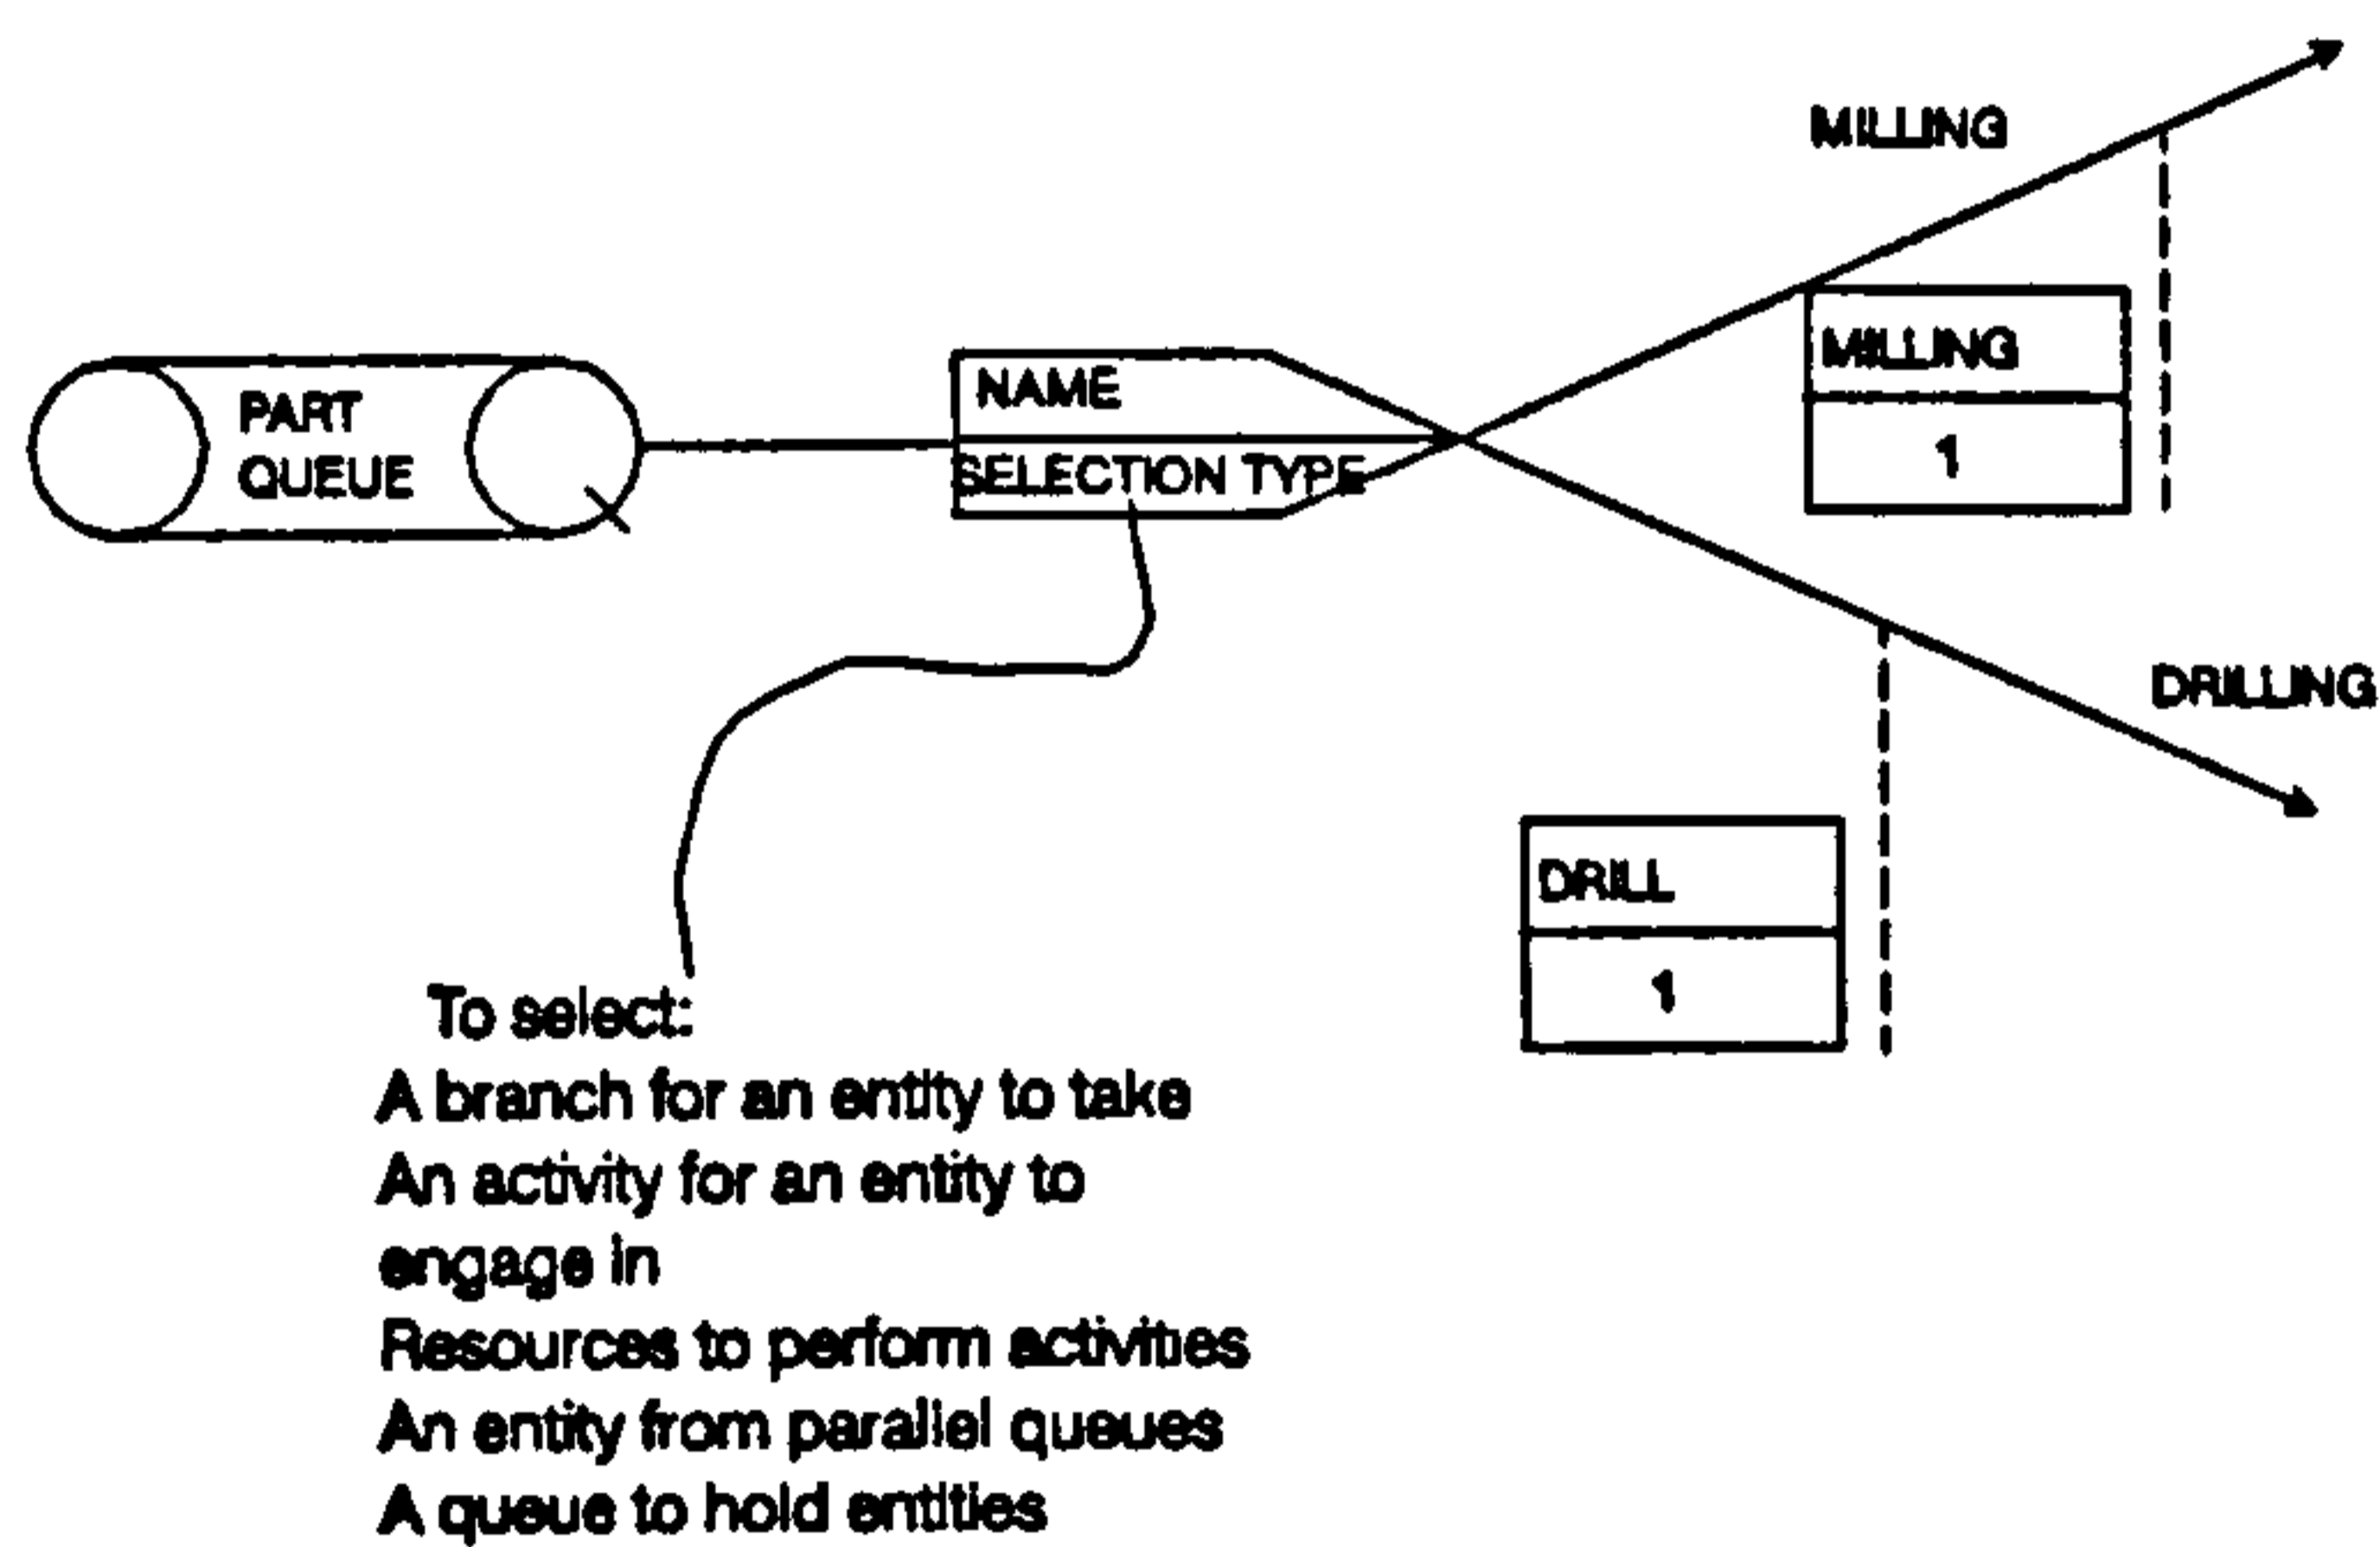 MILLING
MILLING
1
PART
QUEUE
NAME
SELECTION TYPE
DRILLING
DRILL
1
To select:
A branch for an entity to take
An activity for an entity to
engage in
Resources to perform activities
An entity from parallel queues
A queue to hold entities